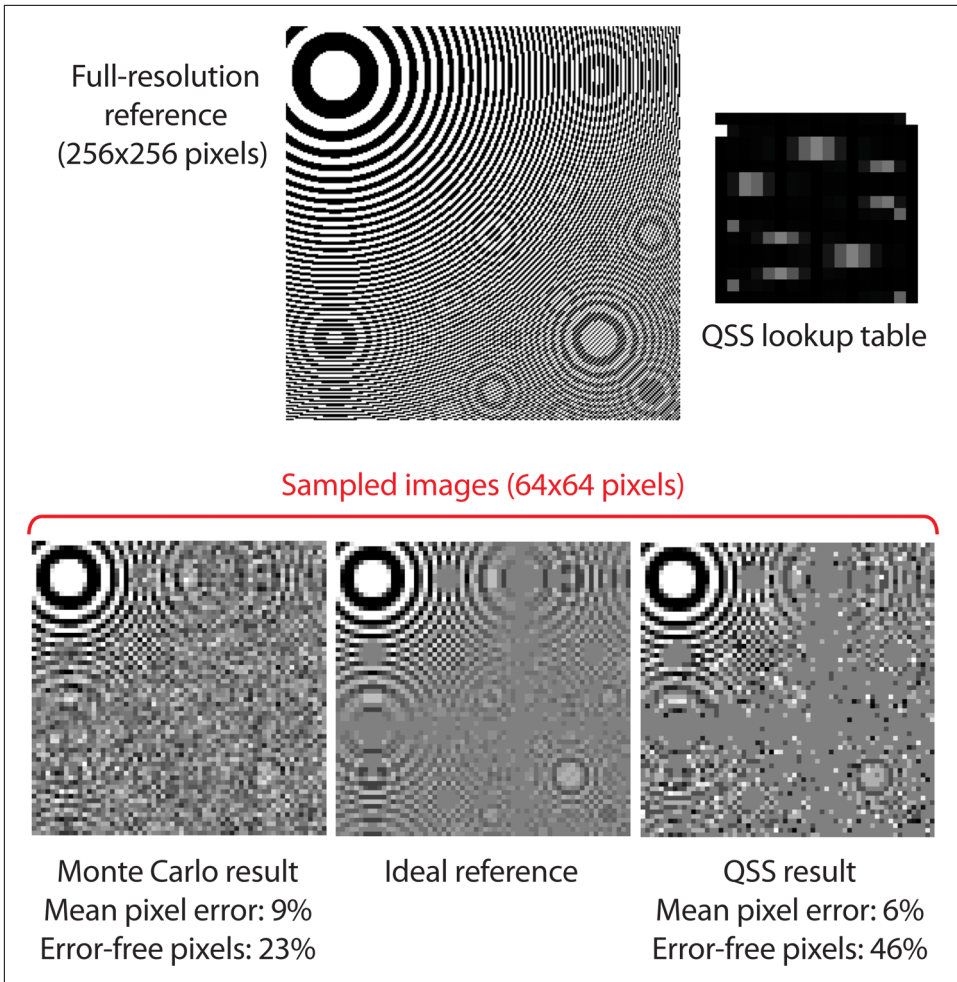 Full-resolution
reference
(256x256 pixels)
QSS lookup table
Sampled images (64x64 pixels)
Monte Carlo result
Mean pixel error: 9%
Error-free pixels: 23%
Ideal reference
QSS result
Mean pixel error: 6%
Error-free pixels: 46%